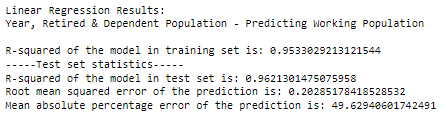 Linear Regression Results:
Year, Retired & Dependent Population - Predicting Working Population
R-squared of the model in training set is: 0.9533029213121544
-----Test set statistics-----
R-squared of the model in test set is: 0.9621301475075958
Root mean squared error of the prediction is: 0.20285178418528532
Mean absolute percentage error of the prediction is: 49.62940601742491